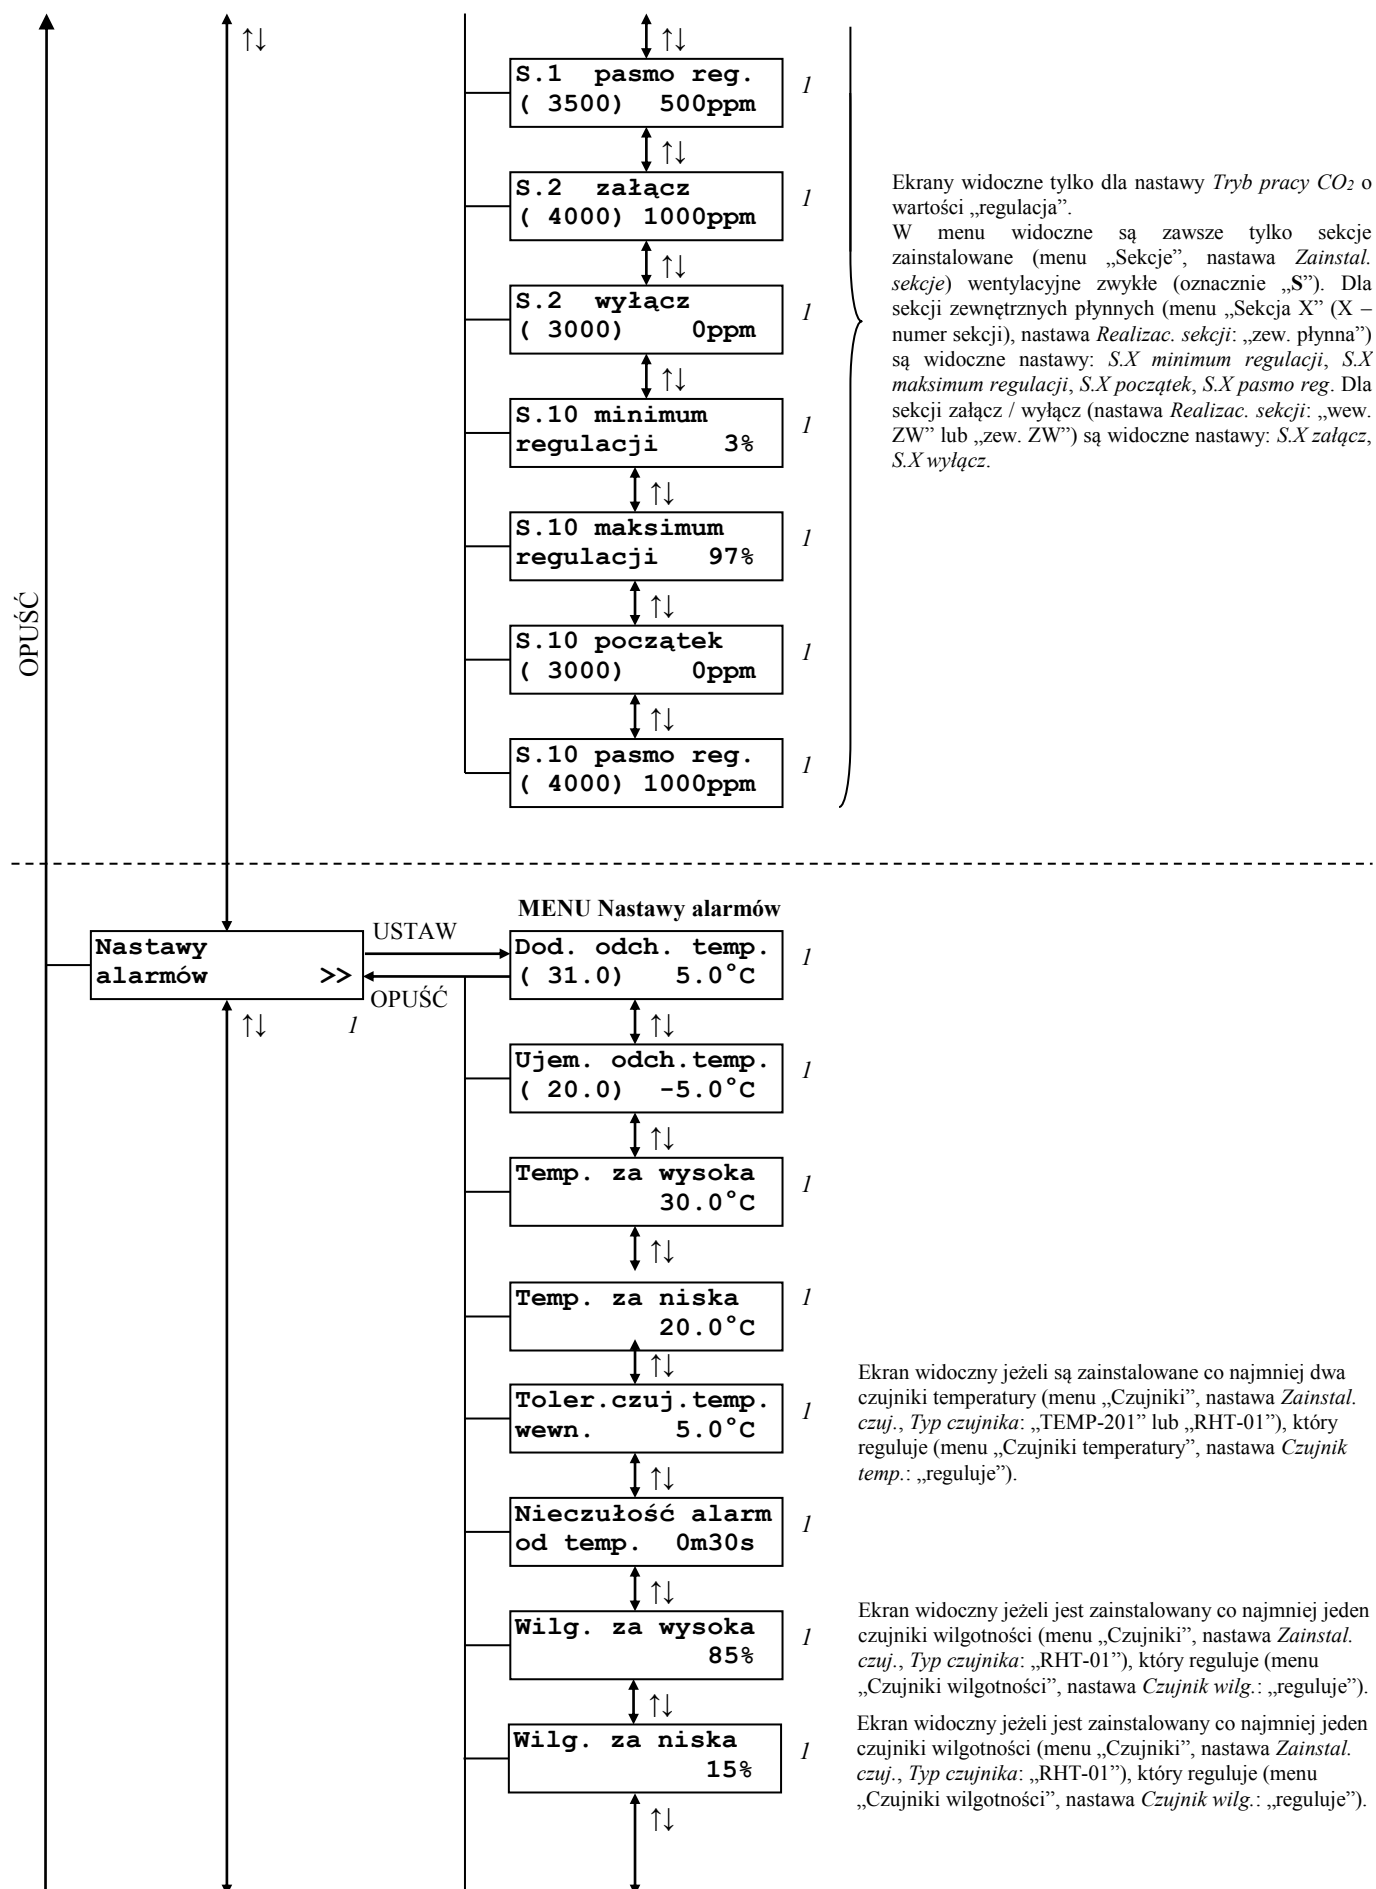 ↑↓
↑↓
S.1  pasmo reg.
( 3500)  500ppm
1
↑↓
S.2  załącz
( 4000) 1000ppm
1
Ekrany widoczne tylko dla nastawy Tryb pracy CO2 o
wartości „regulacja”.
W menu widoczne są zawsze tylko sekcje
zainstalowane (menu „Sekcje”, nastawa Zainstal.
sekcje) wentylacyjne zwykłe (oznacznie „S”). Dla
sekcji zewnętrznych płynnych (menu „Sekcja X” (X –
numer sekcji), nastawa Realizac. sekcji: „zew. płynna”)
są widoczne nastawy: S.X minimum regulacji, S.X
maksimum regulacji, S.X początek, S.X pasmo reg. Dla
sekcji załącz / wyłącz (nastawa Realizac. sekcji: „wew.
ZW” lub „zew. ZW”) są widoczne nastawy: S.X załącz,
S.X wyłącz.
↑↓
S.2  wyłącz
( 3000)    0ppm
1
↑↓
S.10 minimum
regulacji    3%
1
↑↓
S.10 maksimum
regulacji   97%
1
↑↓
OPUŚĆ
S.10 początek
( 3000)    0ppm
1
↑↓
S.10 pasmo reg.
( 4000) 1000ppm
1
MENU Nastawy alarmów
Nastawy
alarmów      >>
1
USTAW
OPUŚĆ
↑↓
Dod. odch. temp.
( 31.0)   5.0°C
1
↑↓
Ujem. odch.temp.
( 20.0)  -5.0°C
1
↑↓
Temp. za wysoka
30.0°C
1
↑↓
Temp. za niska
20.0°C
1
↑↓
Toler.czuj.temp.
wewn.     5.0°C
1
Ekran widoczny jeżeli są zainstalowane co najmniej dwa
czujniki temperatury (menu „Czujniki”, nastawa Zainstal.
czuj., Typ czujnika: „TEMP-201” lub „RHT-01”), który
reguluje (menu „Czujniki temperatury”, nastawa Czujnik
temp.: „reguluje”).
↑↓
Nieczułość alarm
od temp.  0m30s
1
↑↓
Wilg. za wysoka
85%
1
Ekran widoczny jeżeli jest zainstalowany co najmniej jeden
czujniki wilgotności (menu „Czujniki”, nastawa Zainstal.
czuj., Typ czujnika: „RHT-01”), który reguluje (menu
„Czujniki wilgotności”, nastawa Czujnik wilg.: „reguluje”).
↑↓
Wilg. za niska
15%
1
Ekran widoczny jeżeli jest zainstalowany co najmniej jeden
czujniki wilgotności (menu „Czujniki”, nastawa Zainstal.
czuj., Typ czujnika: „RHT-01”), który reguluje (menu
„Czujniki wilgotności”, nastawa Czujnik wilg.: „reguluje”).
↑↓